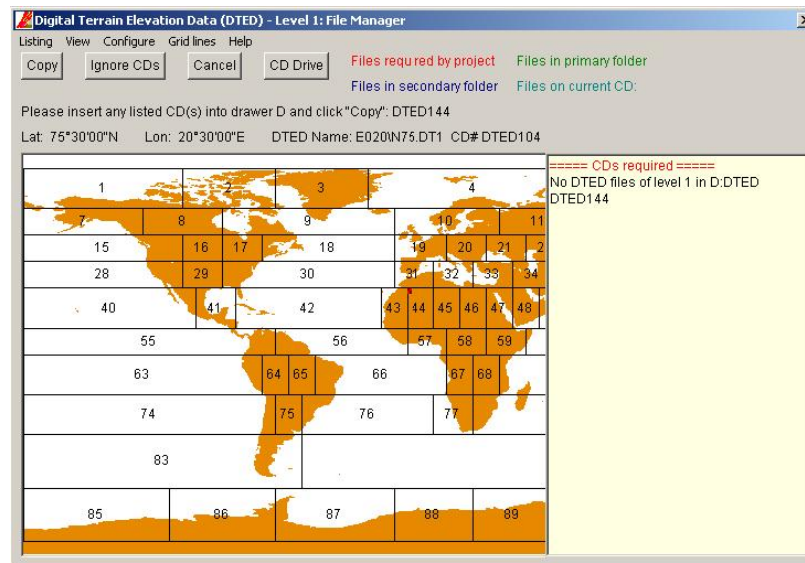 Digital Terrain Elevation Data (DTED) - Level 1: File Manager
Listing View Configure Grid lines Help
Copy Ignore CDs Cancel CD Drive Files requ red by project Files in primary folder
Files in secondary folder Files on current CD:
Please insert any listed CD(s) into drawer D and click "Copy": DTED144
Lat: 75°30'00"N Lon: 20°30'00"E DTED Name: E020\N75.DT1 CD# DTED104
===== CDs required =====
No DTED files of level 1 in D:DTED
DTED144
1 2 3 4
7 8 9 10 11
15 16 17 18 19 20 21 2
28 29 30 31 32 33 34
40 41 42 43 44 45 46 47 48
55 56 57 58 59
63 64 65 66 67 68
74 75 76 77
83
85 86 87 88 89